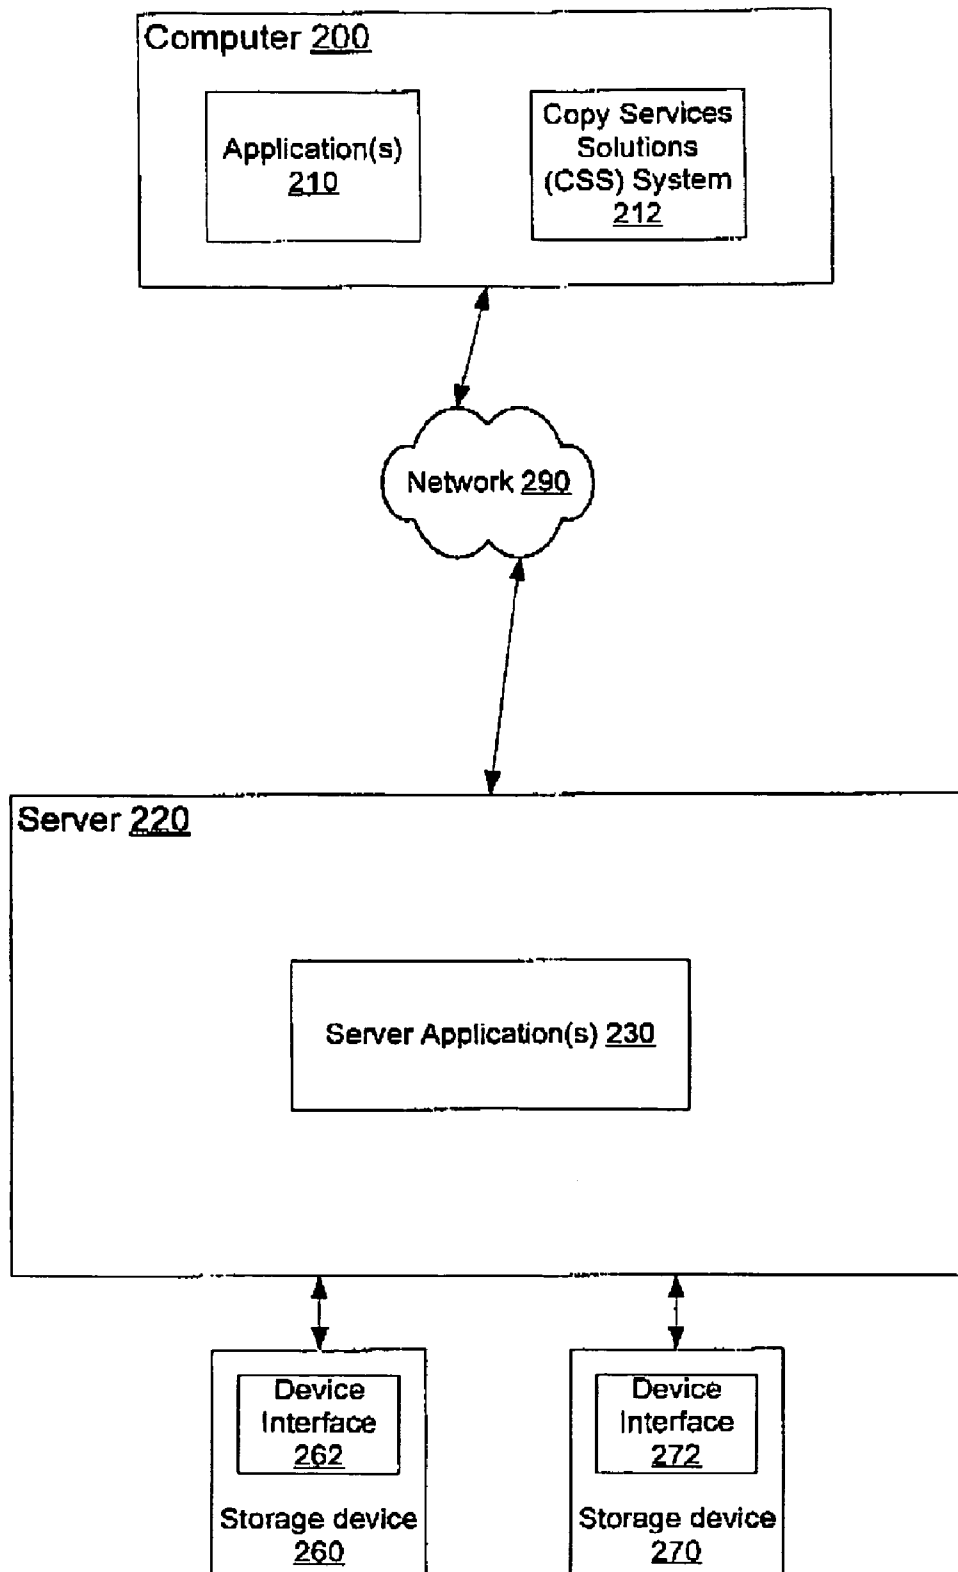 Computer 200
Application(s)
210
Copy Services
Solutions
(CSS) System
212
Network 290
Server 220
Server Application(s) 230
Device
Interface
262
Storage device
260
Device
Interface
272
Storage device
270